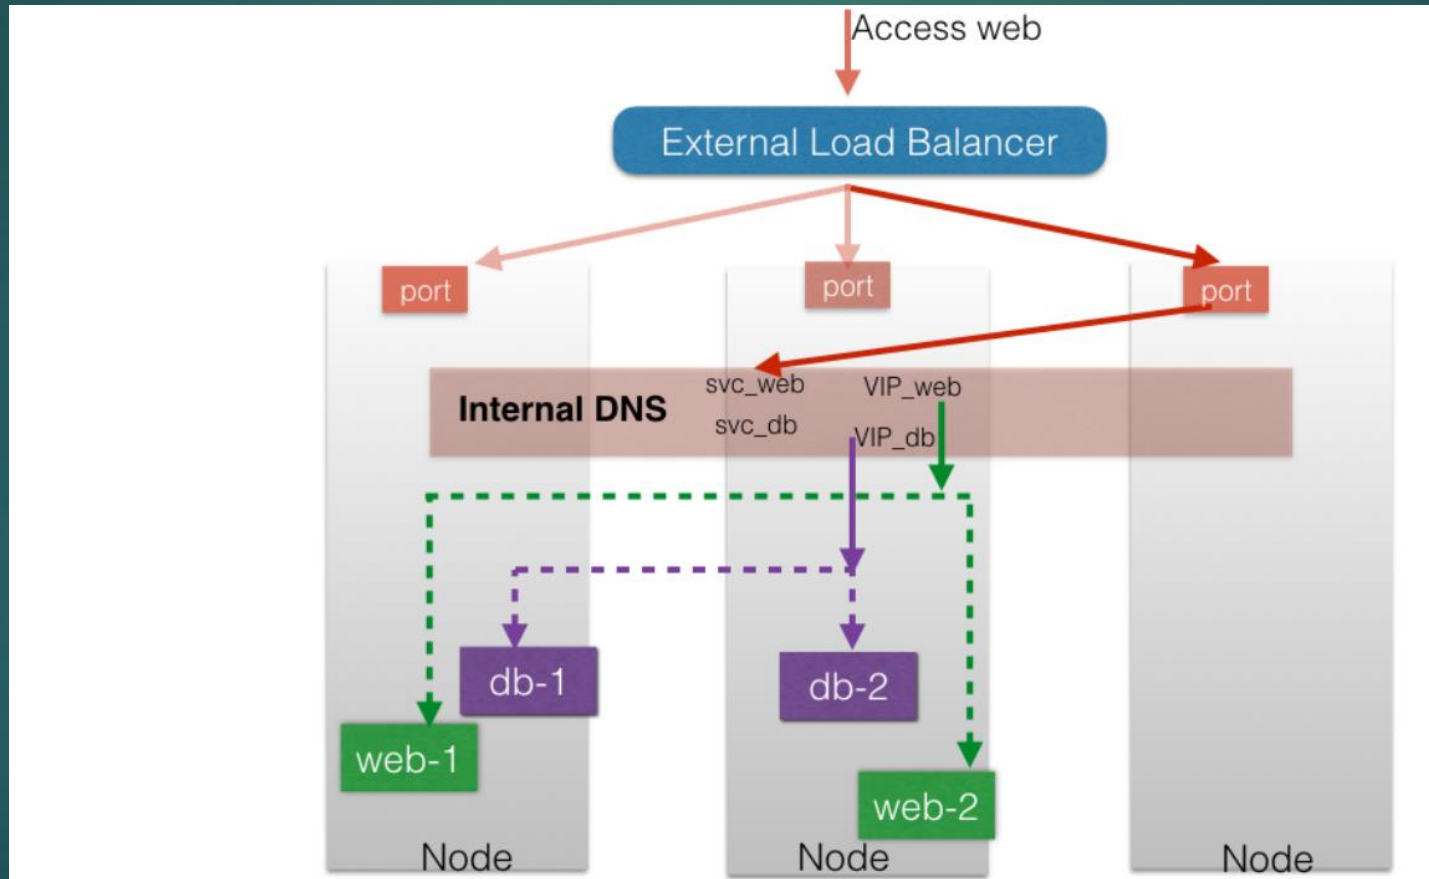 Access web
External Load Balancer
port
port
port
Internal DNS
svc_web
VIP_web
svc_db
VIP_db
db-1
db-2
web-1
web-2
Node
Node
Node